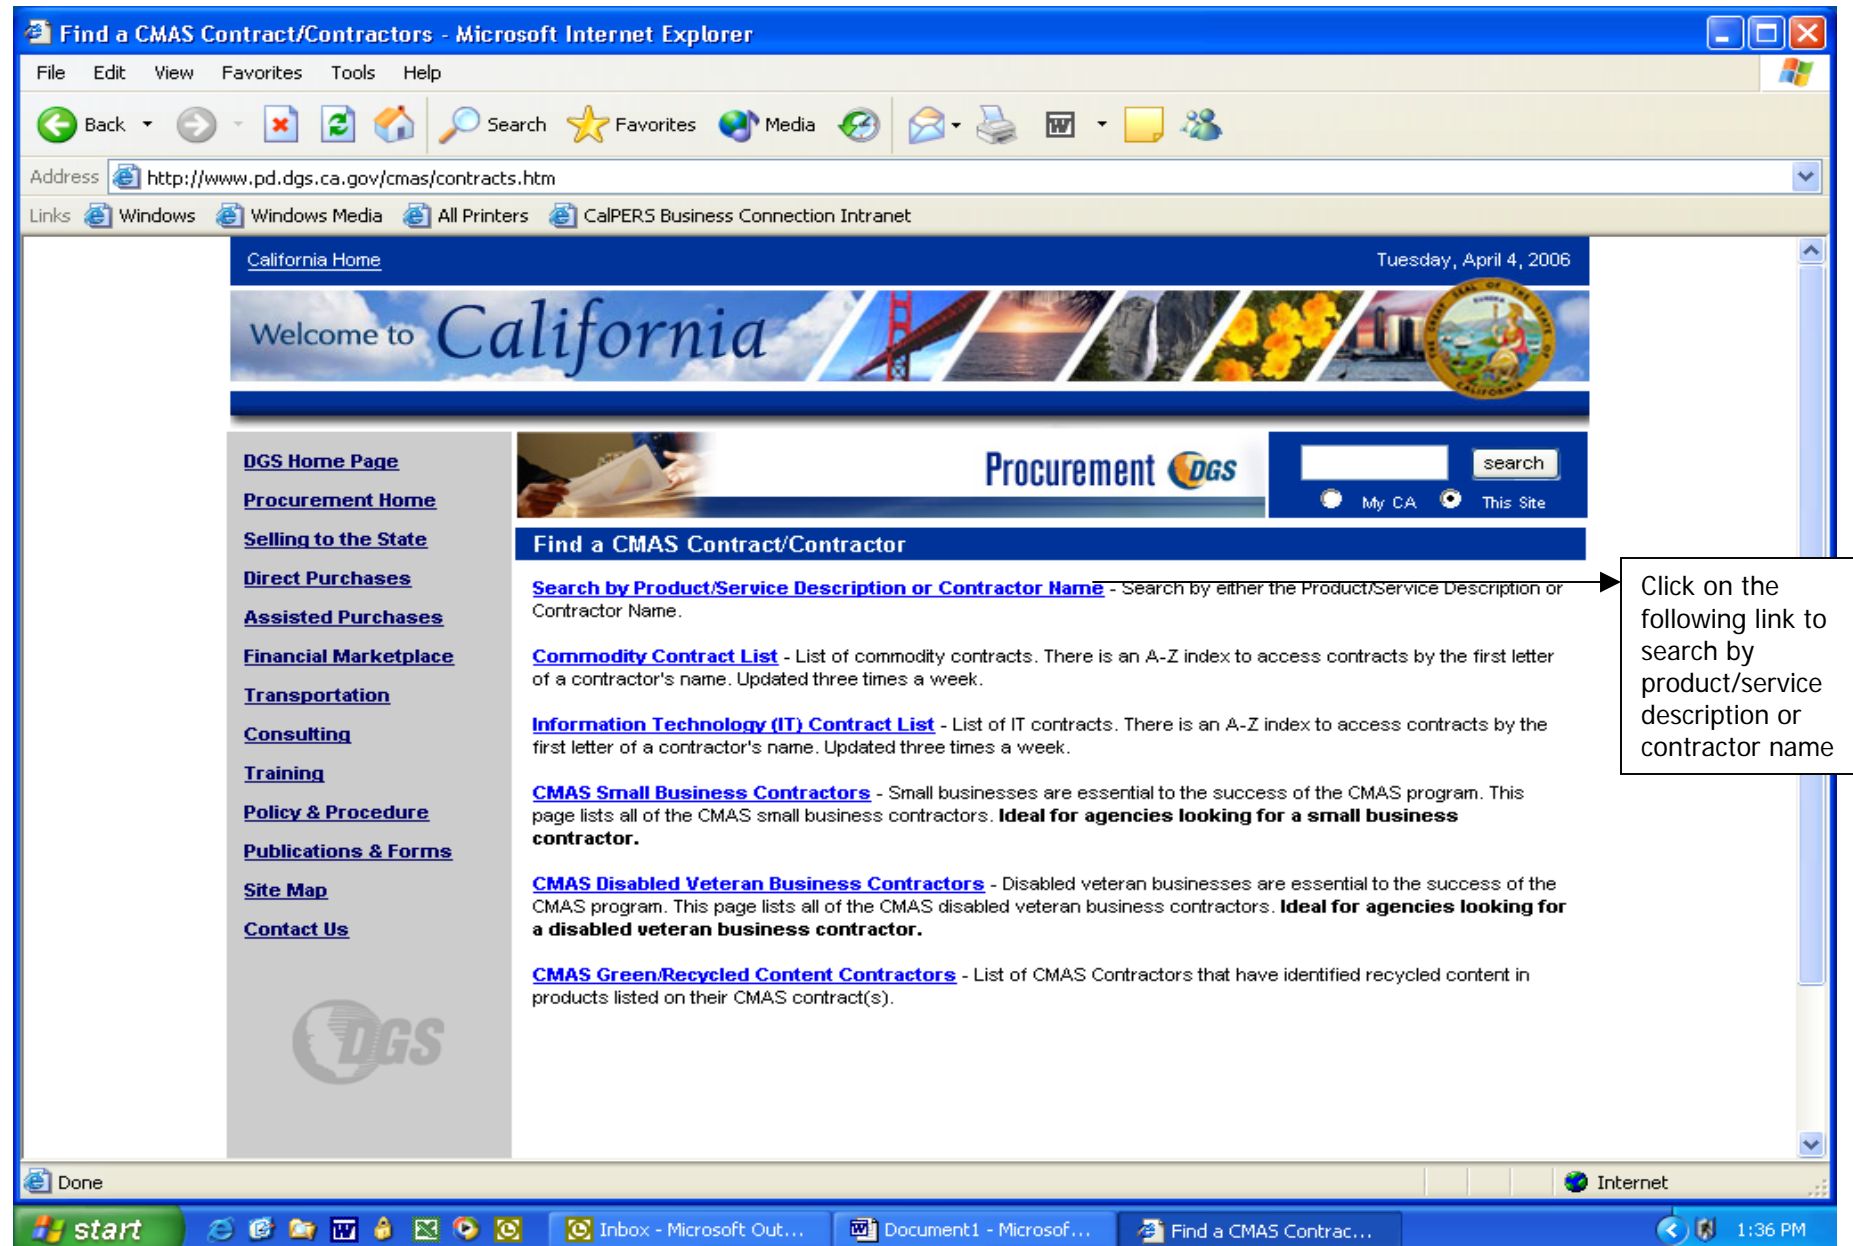 Find a CMAS Contract/Contractors - Microsoft Internet Explorer
File Edit View Favorites Tools Help
Back Search Favorites Media
Address http://www.pd.dgs.ca.gov/cmas/contracts.htm
Links Windows Windows Media All Printers CalPERS Business Connection Intranet
California Home Tuesday, April 4, 2006
Welcome to California
THE GREAT SEAL OF THE STATE OF CALIFORNIA
EUREKA
DGS Home Page
Procurement Home
Selling to the State
Direct Purchases
Assisted Purchases
Financial Marketplace
Transportation
Consulting
Training
Policy & Procedure
Publications & Forms
Site Map
Contact Us
DGS
Procurement DGS
search
My CA This Site
Find a CMAS Contract/Contractor
Search by Product/Service Description or Contractor Name - Search by either the Product/Service Description or
Contractor Name.
Commodity Contract List - List of commodity contracts. There is an A-Z index to access contracts by the first letter
of a contractor's name. Updated three times a week.
Information Technology (IT) Contract List - List of IT contracts. There is an A-Z index to access contracts by the
first letter of a contractor's name. Updated three times a week.
CMAS Small Business Contractors - Small businesses are essential to the success of the CMAS program. This
page lists all of the CMAS small business contractors. Ideal for agencies looking for a small business
contractor.
CMAS Disabled Veteran Business Contractors - Disabled veteran businesses are essential to the success of the
CMAS program. This page lists all of the CMAS disabled veteran business contractors. Ideal for agencies looking for
a disabled veteran business contractor.
CMAS Green/Recycled Content Contractors - List of CMAS Contractors that have identified recycled content in
products listed on their CMAS contract(s).
Click on the
following link to
search by
product/service
description or
contractor name
Done Internet
start Inbox - Microsoft Out... Document1 - Microsof... Find a CMAS Contrac... 1:36 PM